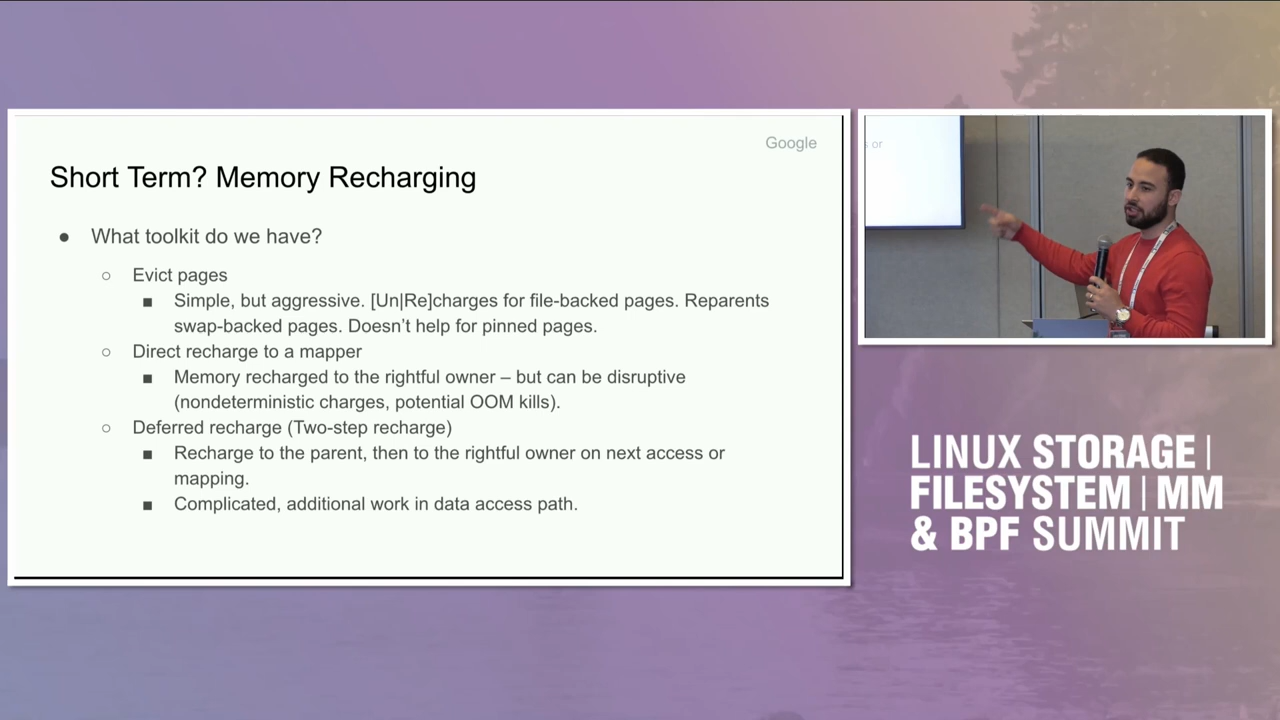 Google
Short Term? Memory Recharging
● What toolkit do we have?
○ Evict pages
■ Simple, but aggressive. [Un|Re]charges for file-backed pages. Reparents
swap-backed pages. Doesn’t help for pinned pages.
○ Direct recharge to a mapper
■ Memory recharged to the rightful owner – but can be disruptive
(nondeterministic charges, potential OOM kills).
○ Deferred recharge (Two-step recharge)
■ Recharge to the parent, then to the rightful owner on next access or
mapping.
■ Complicated, additional work in data access path.
or
LINUX STORAGE |
FILESYSTEM | MM
& BPF SUMMIT